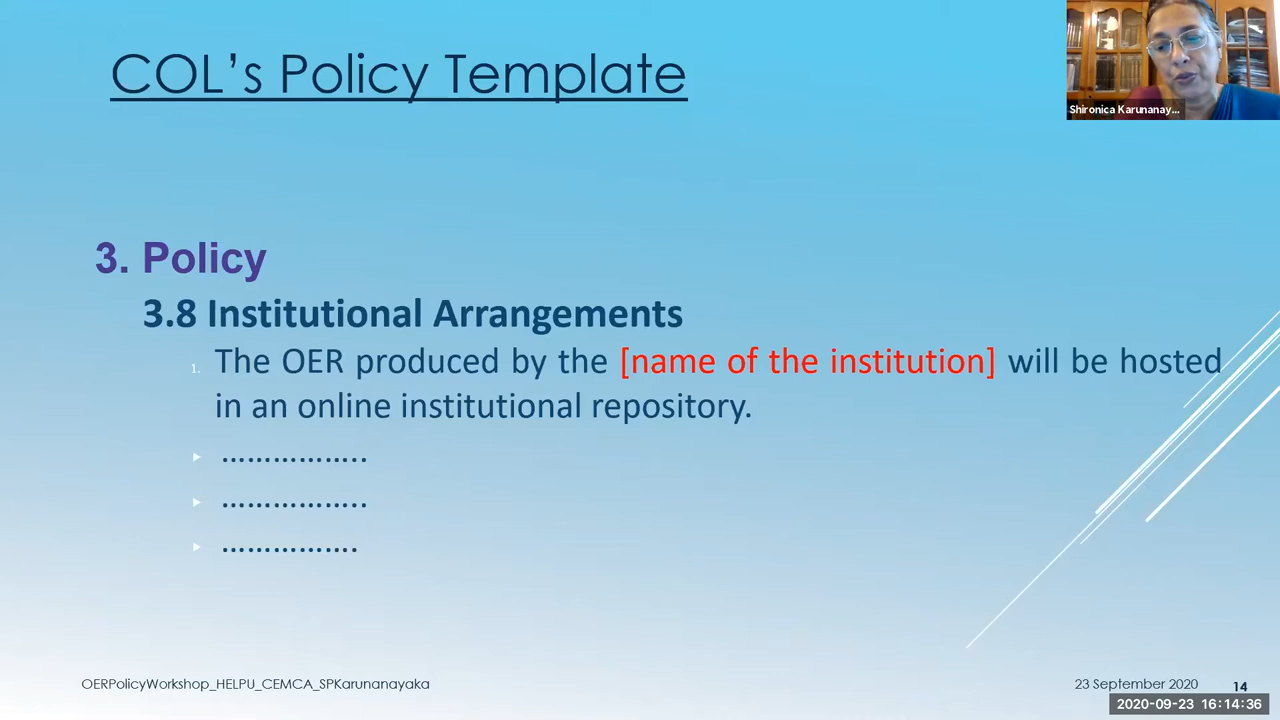 COL’s Policy Template
Shironica Karunanay...
3. Policy
3.8 Institutional Arrangements
1. The OER produced by the [name of the institution] will be hosted
in an online institutional repository.
……………..
……………..
…………….
OERPolicyWorkshop_HELPU_CEMCA_SPKarunanayaka
23 September 2020
14
2020-09-23 16:14:36